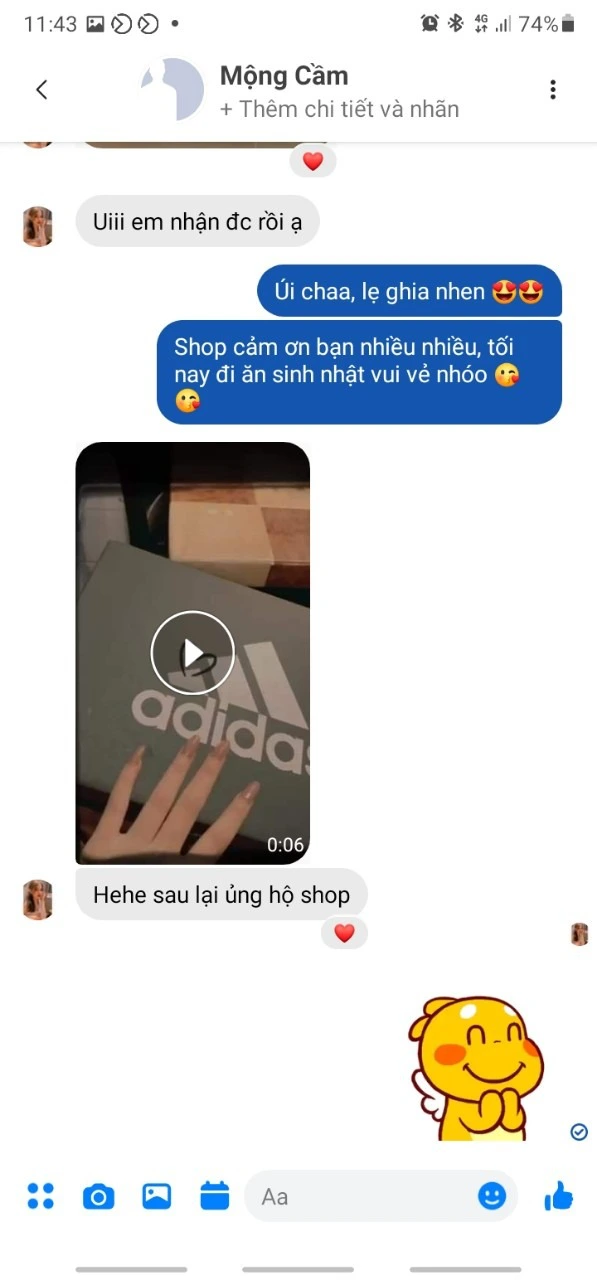 11:43
4G
74%
Mộng Cầm
+ Thêm chi tiết và nhãn
Uiii em nhận đc rồi ạ
Úi chaa, lẹ ghia nhen 🤩🤩
Shop cảm ơn bạn nhiều nhiều, tối
nay đi ăn sinh nhật vui vẻ nhóo 😘
😘
adidas
0:06
Hehe sau lại ủng hộ shop
Aa